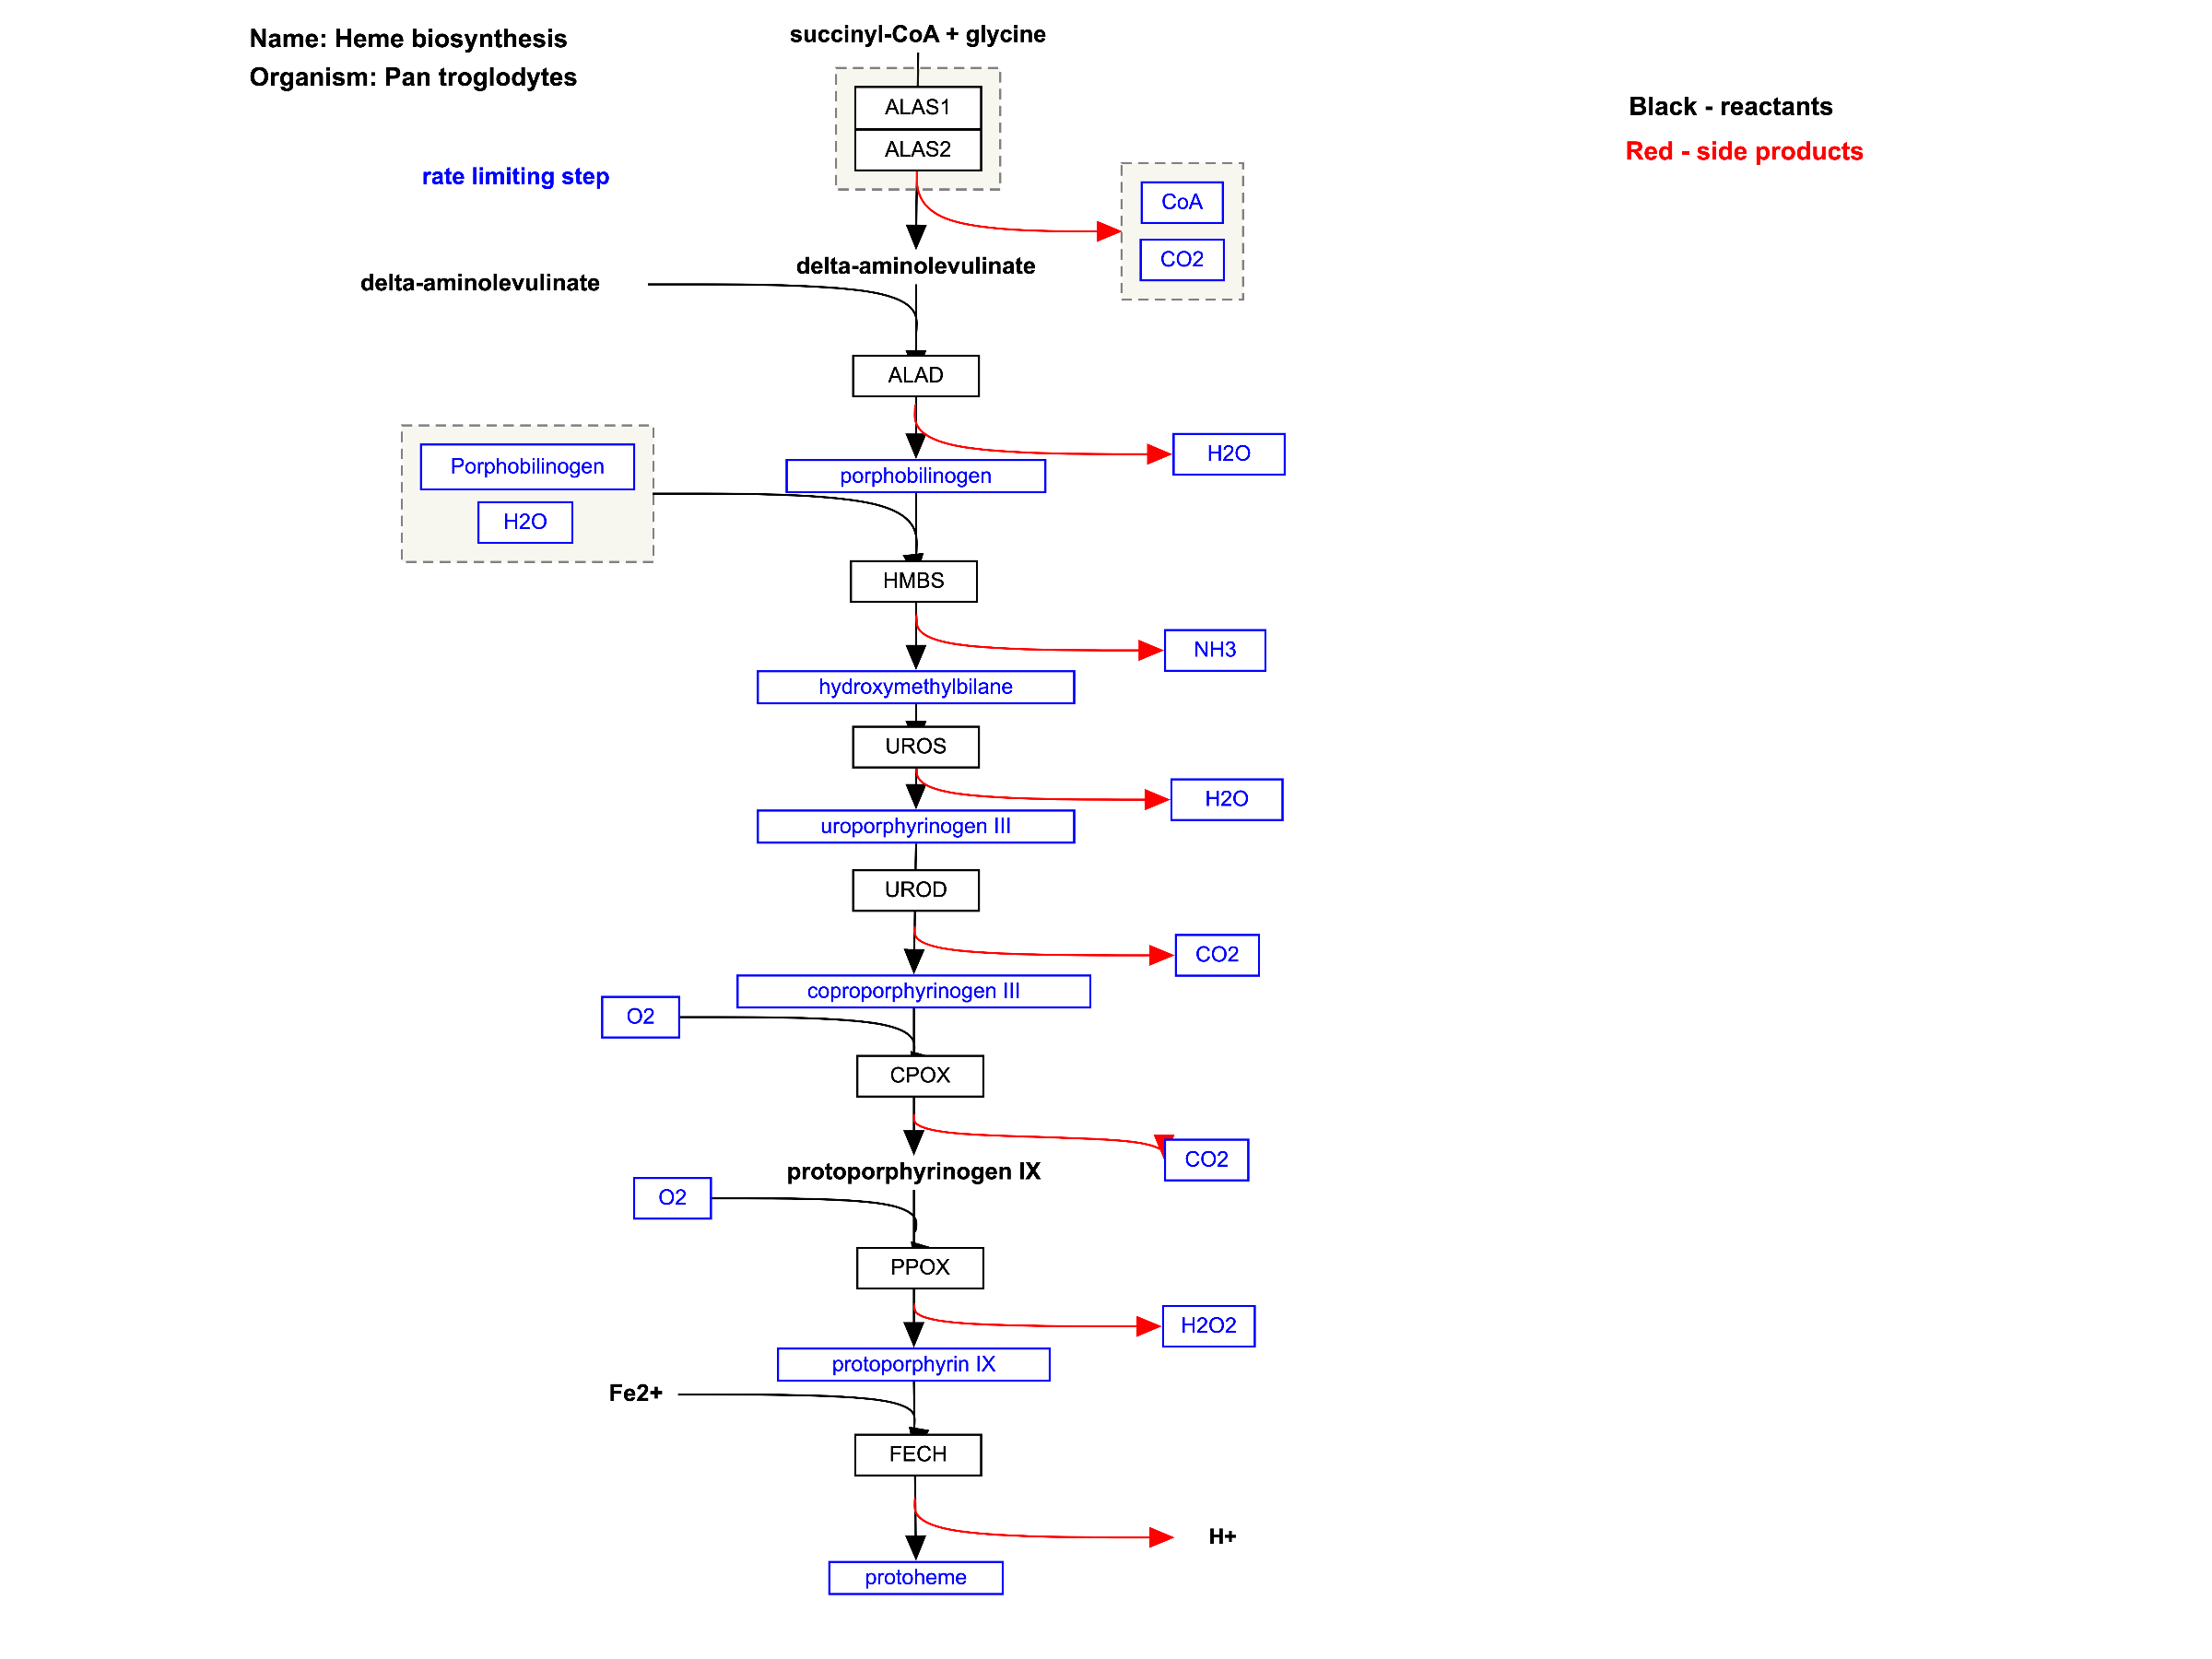 Name: Heme biosynthesis
Organism: Pan troglodytes
succinyl-CoA + glycine
Black - reactants
Red - side products
ALAS1
ALAS2
rate limiting step
CoA
CO2
delta-aminolevulinate
delta-aminolevulinate
ALAD
H2O
Porphobilinogen
H2O
porphobilinogen
HMBS
NH3
hydroxymethylbilane
UROS
H2O
uroporphyrinogen III
UROD
CO2
coproporphyrinogen III
O2
CPOX
CO2
protoporphyrinogen IX
O2
PPOX
H2O2
protoporphyrin IX
Fe2+
FECH
H+
protoheme